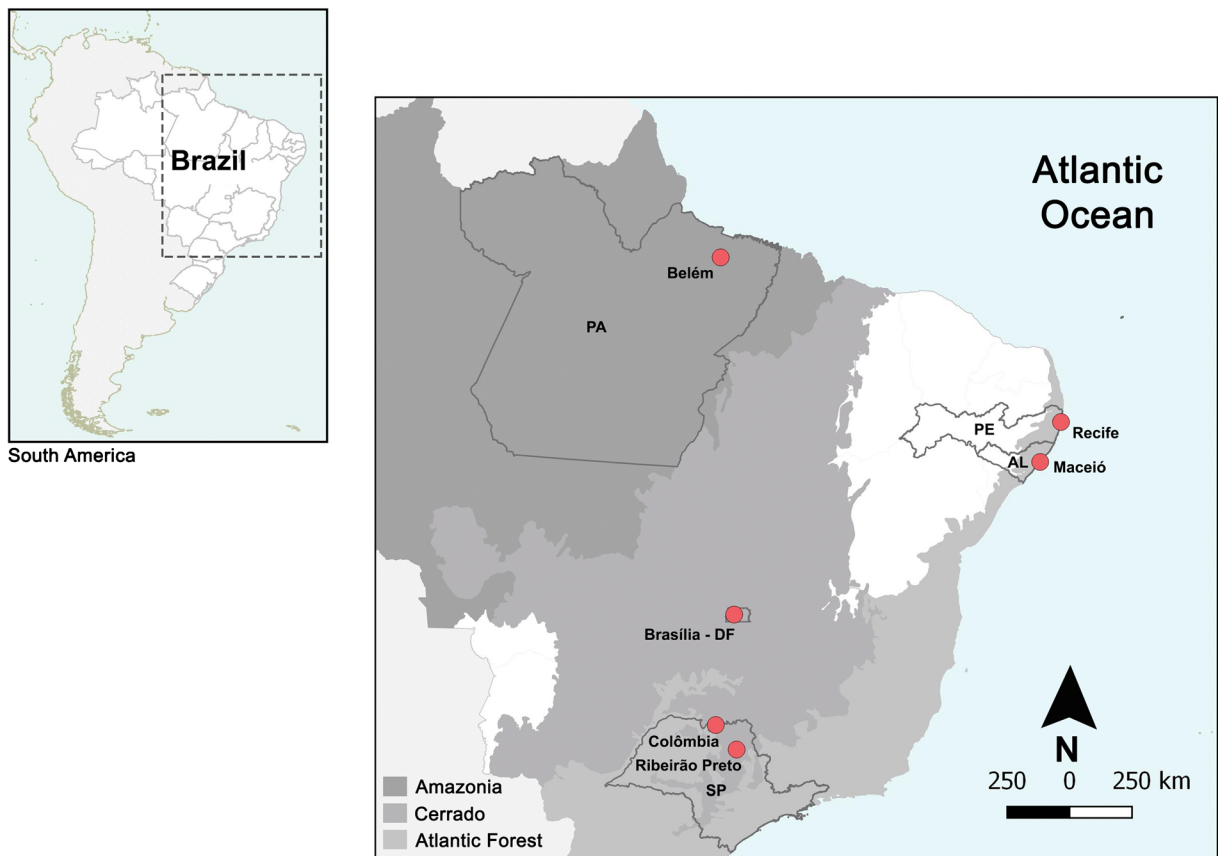 Brazil
South America
Atlantic
Ocean
Belém
PA
PE
Recife
AL
Maceió
Brasília - DF
Colômbia
Ribeirão Preto
SP
Amazonia
Cerrado
Atlantic Forest
N
250 0 250 km